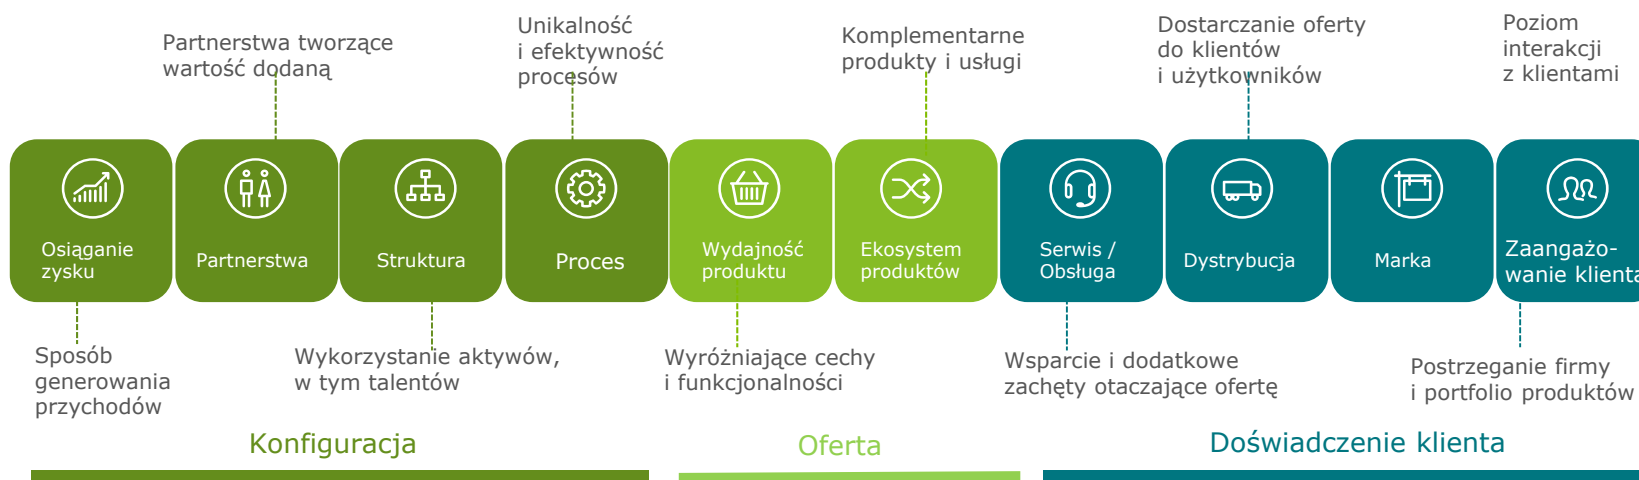 Partnerstwa tworzące
wartość dodaną
Unikalność
i efektywność
procesów
Komplementarne
produkty i usługi
Dostarczanie oferty
do klientów
i użytkowników
Poziom
interakcji
z klientami
Osiąganie
zysku
Partnerstwa
Struktura
Proces
Wydajność
produktu
Ekosystem
produktów
Serwis /
Obsługa
Dystrybucja
Marka
Zaangażo-
wanie klienta
Sposób
generowania
przychodów
Wykorzystanie aktywów,
w tym talentów
Wyróżniające cechy
i funkcjonalności
Wsparcie i dodatkowe
zachęty otaczające ofertę
Postrzeganie firmy
i portfolio produktów
Konfiguracja
Oferta
Doświadczenie klienta